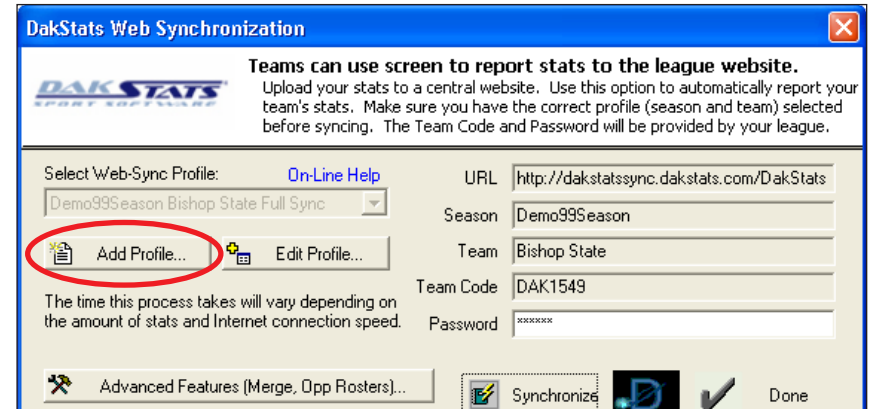 DakStats Web Synchronization
DAK STATS
SPORT SOFTWARE
Teams can use screen to report stats to the league website.
Upload your stats to a central website. Use this option to automatically report your
team's stats. Make sure you have the correct profile (season and team) selected
before syncing. The Team Code and Password will be provided by your league.
Select Web-Sync Profile: On-Line Help
Demo99Season Bishop State Full Sync
Add Profile... Edit Profile...
The time this process takes will vary depending on
the amount of stats and Internet connection speed.
Advanced Features (Merge, Opp Rosters)...
URL http://dakstatssync.dakstats.com/DakStats
Season Demo99Season
Team Bishop State
Team Code DAK1549
Password ××××××
Synchronize Done